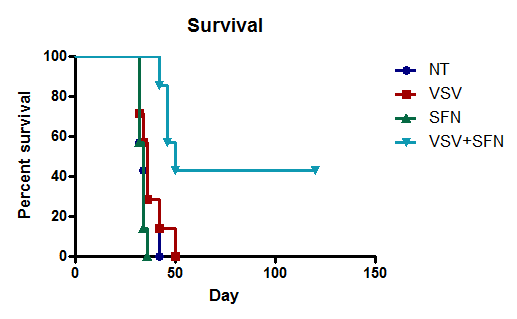 Survival
Percent survival
100
80
60
40
20
0
0
50
100
150
Day
NT
VSV
SFN
VSV+SFN